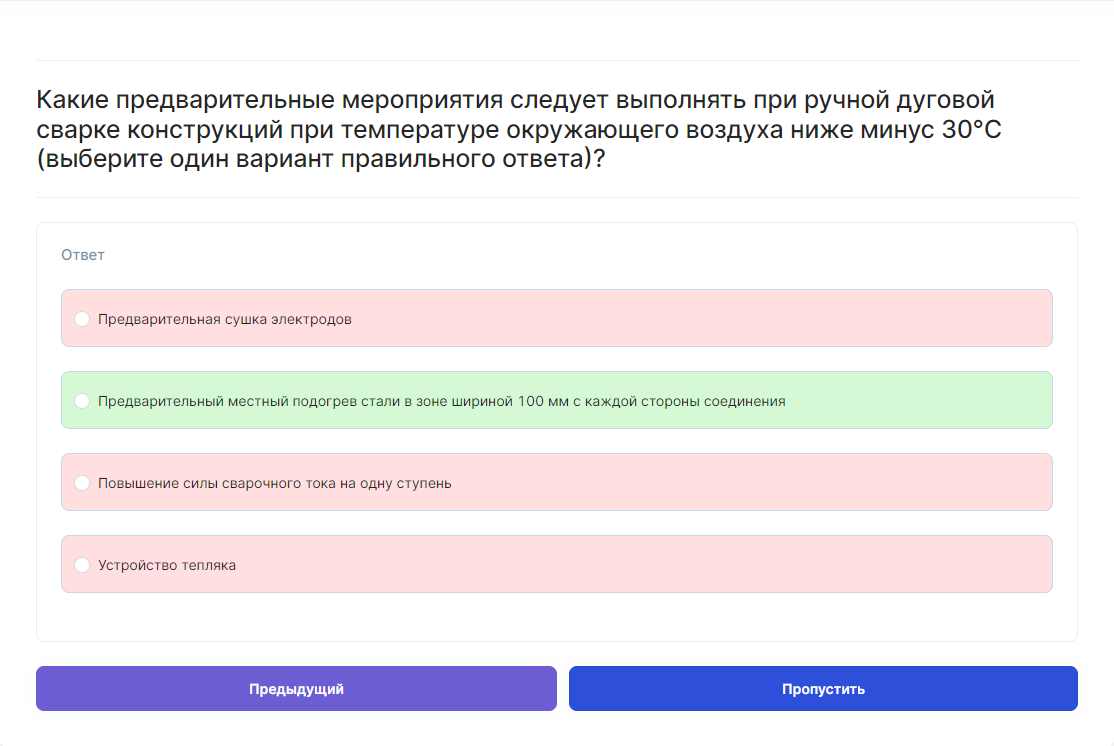 Какие предварительные мероприятия следует выполнять при ручной дуговой
сварке конструкций при температуре окружающего воздуха ниже минус 30°С
(выберите один вариант правильного ответа)?
Ответ
Предварительная сушка электродов
Предварительный местный подогрев стали в зоне шириной 100 мм с каждой стороны соединения
Повышение силы сварочного тока на одну ступень
Устройство тепляка
Предыдущий
Пропустить